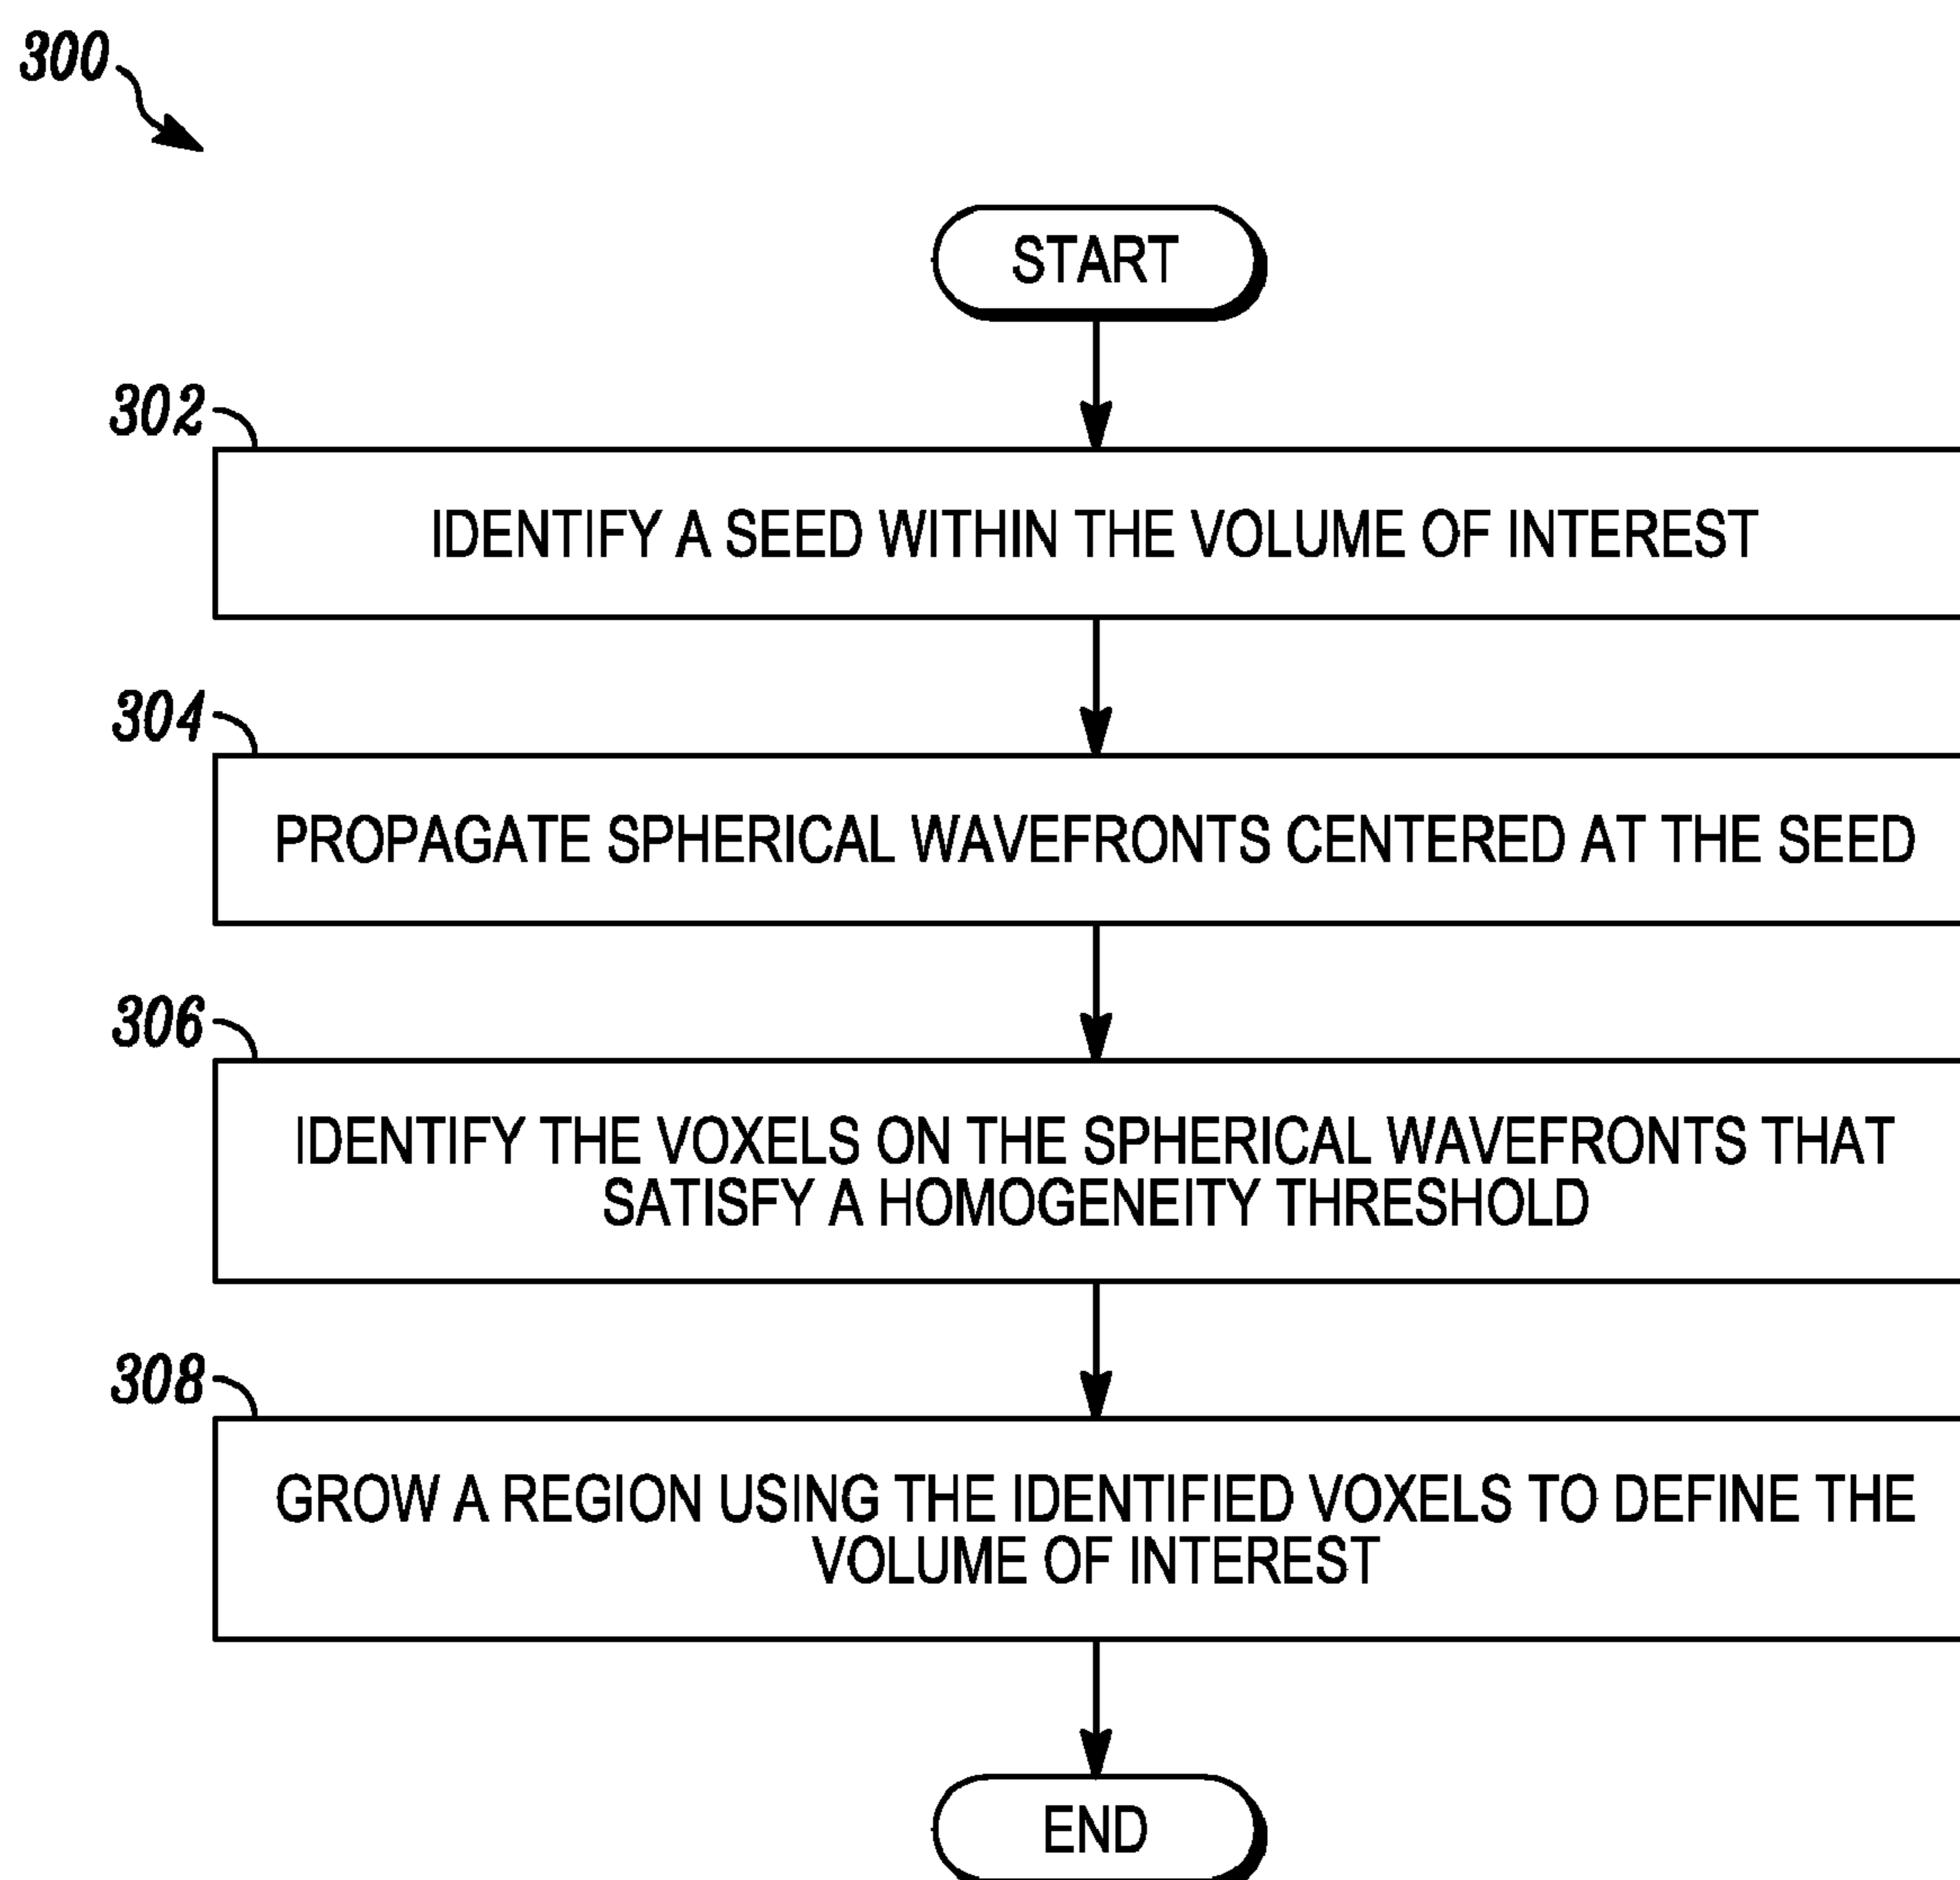 300
START
302
IDENTIFY A SEED WITHIN THE VOLUME OF INTEREST
304
PROPAGATE SPHERICAL WAVEFRONTS CENTERED AT THE SEED
306
IDENTIFY THE VOXELS ON THE SPHERICAL WAVEFRONTS THAT
SATISFY A HOMOGENEITY THRESHOLD
308
GROW A REGION USING THE IDENTIFIED VOXELS TO DEFINE THE
VOLUME OF INTEREST
END